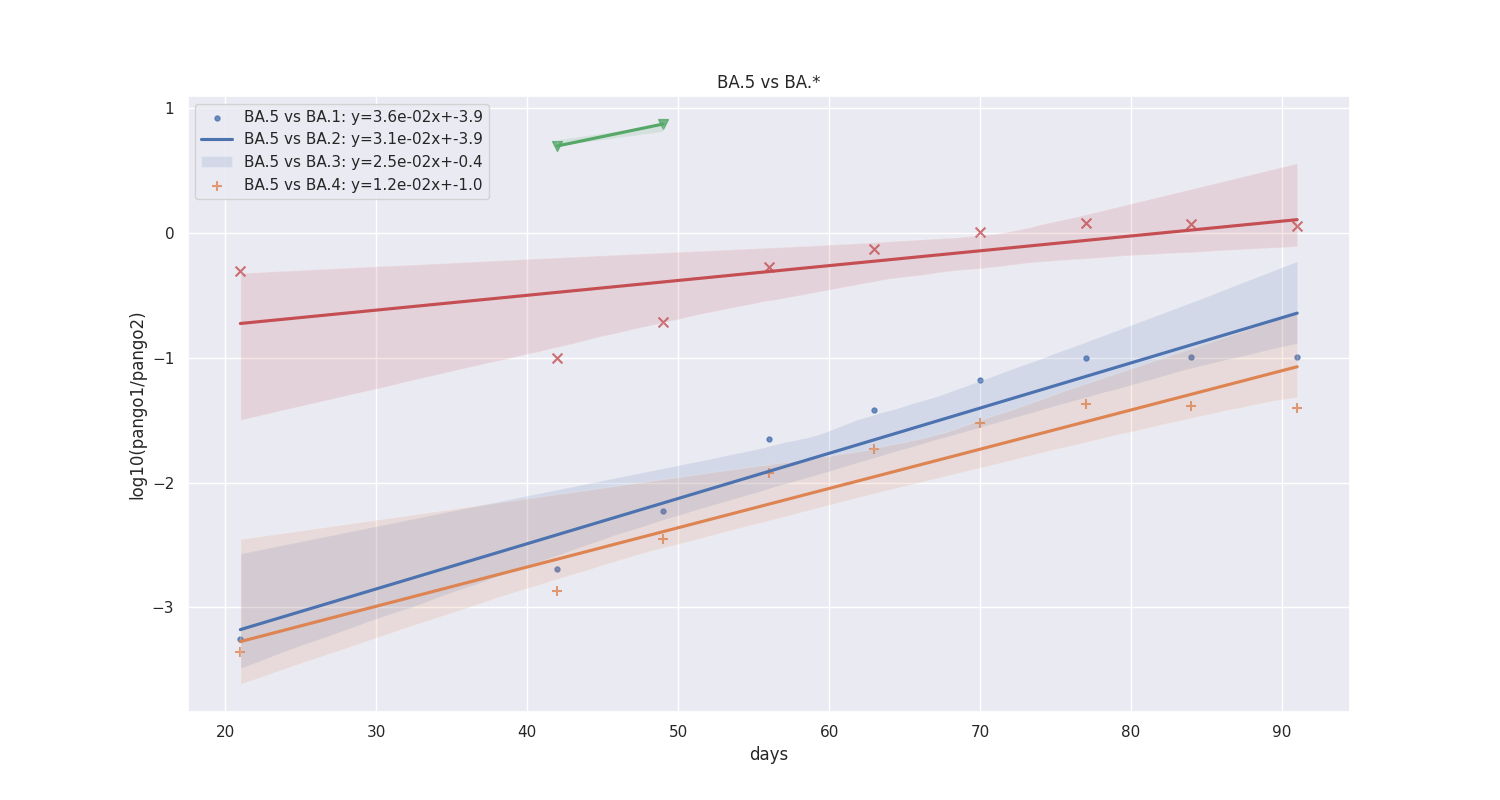 BA.5 vs BA.*
BA.5 vs BA.1: y=3.6e-02x+-3.9
BA.5 vs BA.2: y=3.1e-02x+-3.9
BA.5 vs BA.3: y=2.5e-02x+-0.4
BA.5 vs BA.4: y=1.2e-02x+-1.0
1
0
−1
−2
−3
log10(pango1/pango2)
20 30 40 50 60 70 80 90
days